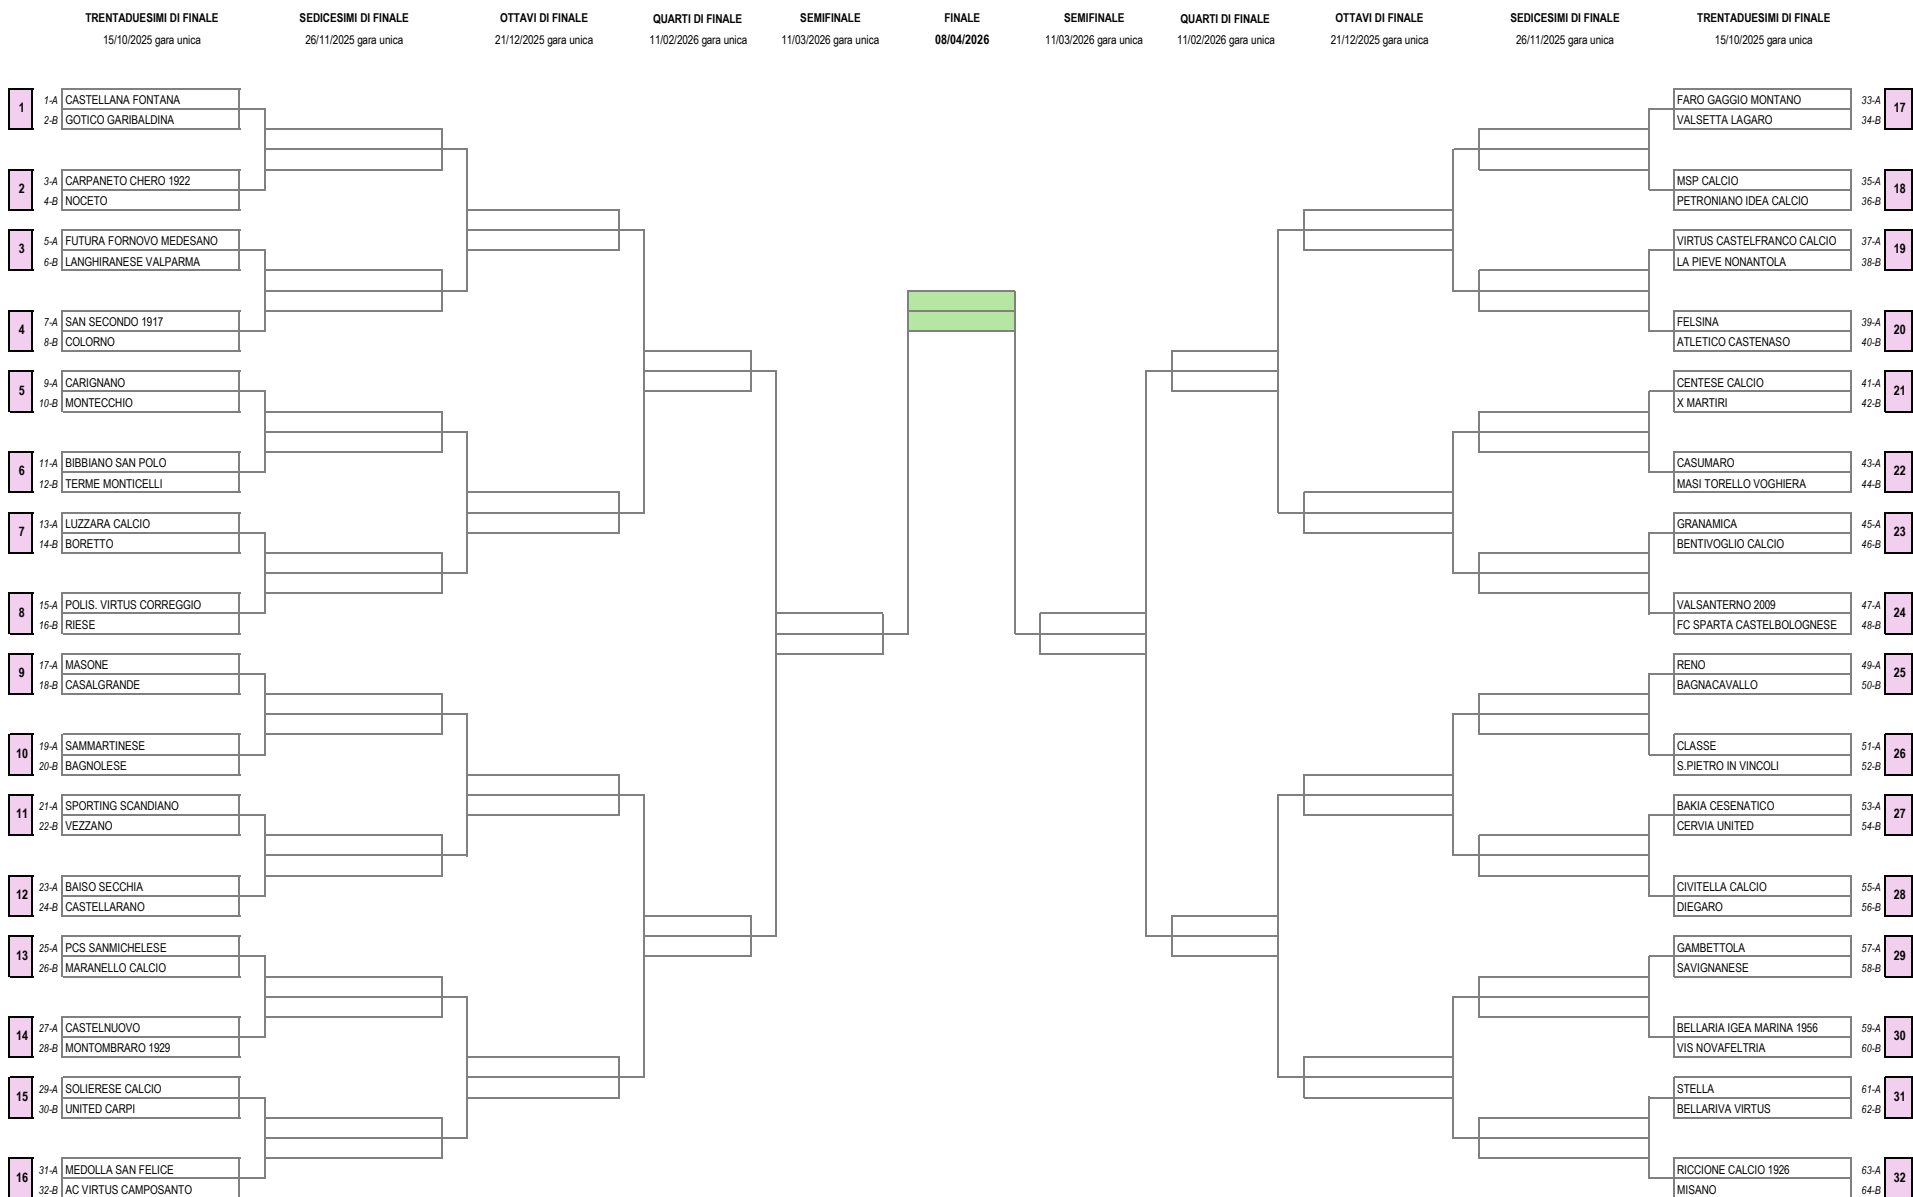 TRENTADUESIMI DI FINALE SEDICESIMI DI FINALE OTTAVI DI FINALE QUARTI DI FINALE SEMIFINALE FINALE SEMIFINALE QUARTI DI FINALE OTTAVI DI FINALE SEDICESIMI DI FINALE TRENTADUESIMI DI FINALE
15/10/2025 gara unica 26/11/2025 gara unica 21/12/2025 gara unica 11/02/2026 gara unica 11/03/2026 gara unica 08/04/2026 11/03/2026 gara unica 11/02/2026 gara unica 21/12/2025 gara unica 26/11/2025 gara unica 15/10/2025 gara unica
1
1-A CASTELLANA FONTANA
2-B GOTICO GARIBALDINA
2
3-A CARPANETO CHERO 1922
4-B NOCETO
3
5-A FUTURA FORNOVO MEDESANO
6-B LANGHIRANESE VALPARMA
4
7-A SAN SECONDO 1917
8-B COLORNO
5
9-A CARIGNANO
10-B MONTECCHIO
6
11-A BIBBIANO SAN POLO
12-B TERME MONTICELLI
7
13-A LUZZARA CALCIO
14-B BORETTO
8
15-A POLIS. VIRTUS CORREGGIO
16-B RIESE
9
17-A MASONE
18-B CASALGRANDE
10
19-A SAMMARTINESE
20-B BAGNOLESE
11
21-A SPORTING SCANDIANO
22-B VEZZANO
12
23-A BAISO SECCHIA
24-B CASTELLARANO
13
25-A PCS SANMICHELESE
26-B MARANELLO CALCIO
14
27-A CASTELNUOVO
28-B MONTOMBRARO 1929
15
29-A SOLIERESE CALCIO
30-B UNITED CARPI
16
31-A MEDOLLA SAN FELICE
32-B AC VIRTUS CAMPOSANTO
FARO GAGGIO MONTANO 33-A
VALSETTA LAGARO 34-B
17
MSP CALCIO 35-A
PETRONIANO IDEA CALCIO 36-B
18
VIRTUS CASTELFRANCO CALCIO 37-A
LA PIEVE NONANTOLA 38-B
19
FELSINA 39-A
ATLETICO CASTENASO 40-B
20
CENTESE CALCIO 41-A
X MARTIRI 42-B
21
CASUMARO 43-A
MASI TORELLO VOGHIERA 44-B
22
GRANAMICA 45-A
BENTIVOGLIO CALCIO 46-B
23
VALSANTERNO 2009 47-A
FC SPARTA CASTELBOLOGNESE 48-B
24
RENO 49-A
BAGNACAVALLO 50-B
25
CLASSE 51-A
S.PIETRO IN VINCOLI 52-B
26
BAKIA CESENATICO 53-A
CERVIA UNITED 54-B
27
CIVITELLA CALCIO 55-A
DIEGARO 56-B
28
GAMBETTOLA 57-A
SAVIGNANESE 58-B
29
BELLARIA IGEA MARINA 1956 59-A
VIS NOVAFELTRIA 60-B
30
STELLA 61-A
BELLARIVA VIRTUS 62-B
31
RICCIONE CALCIO 1926 63-A
MISANO 64-B
32